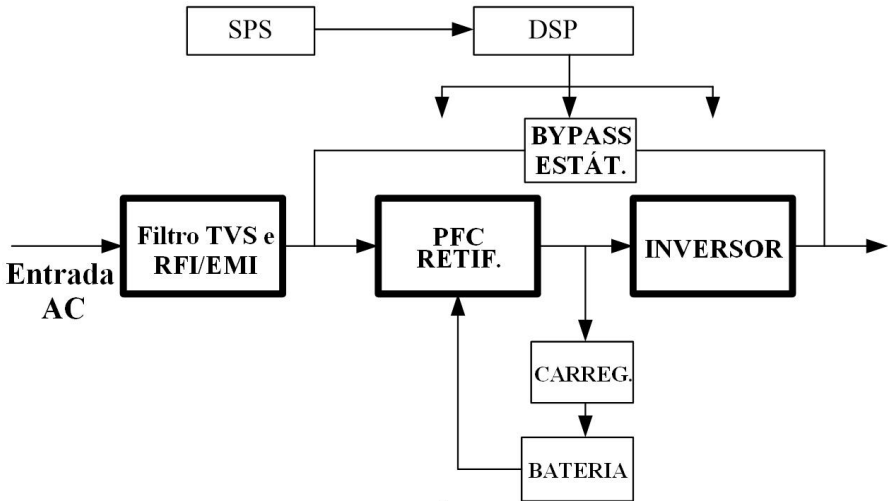 SPS
DSP
BYPASS
ESTÁT.
Filtro TVS e
RFI/EMI
PFC
RETIF.
INVERSOR
Entrada
AC
CARREG.
BATERIA